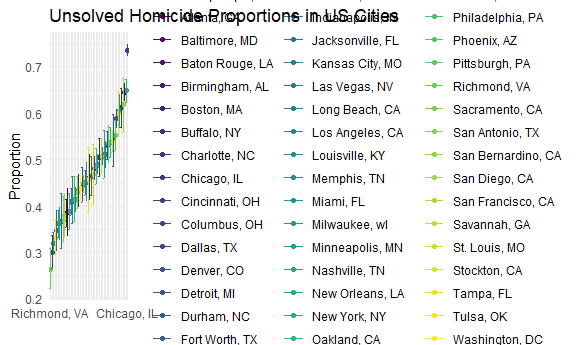 Unsolved Homicide Proportions in US Cities
Proportion
0.7
0.6
0.5
0.4
0.3
0.2
Richmond, VA
Chicago, IL
Baltimore, MD
Baton Rouge, LA
Birmingham, AL
Boston, MA
Buffalo, NY
Charlotte, NC
Chicago, IL
Cincinnati, OH
Columbus, OH
Dallas, TX
Denver, CO
Detroit, MI
Durham, NC
Fort Worth, TX
Jacksonville, FL
Kansas City, MO
Las Vegas, NV
Long Beach, CA
Los Angeles, CA
Louisville, KY
Memphis, TN
Miami, FL
Milwaukee, wI
Minneapolis, MN
Nashville, TN
New Orleans, LA
New York, NY
Oakland, CA
Philadelphia, PA
Phoenix, AZ
Pittsburgh, PA
Richmond, VA
Sacramento, CA
San Antonio, TX
San Bernardino, CA
San Diego, CA
San Francisco, CA
Savannah, GA
St. Louis, MO
Stockton, CA
Tampa, FL
Tulsa, OK
Washington, DC